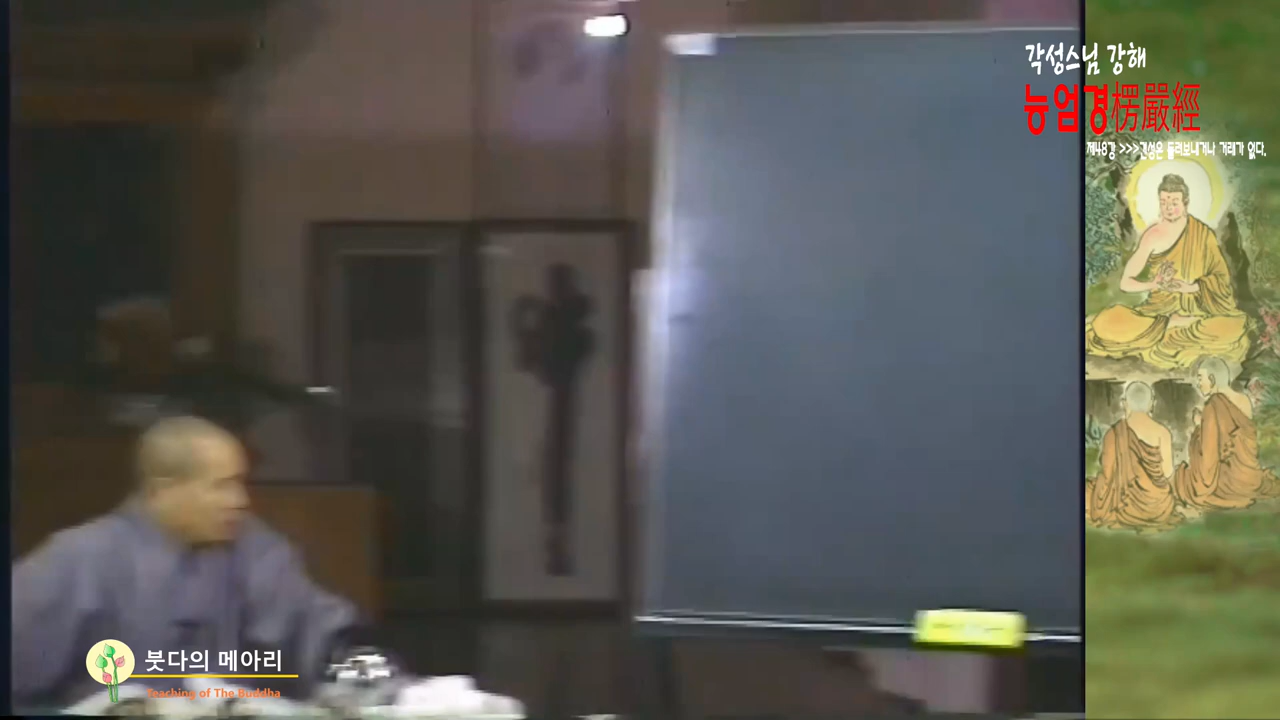 각성스님 강해
능엄경楞嚴經
제48강 >>>견성은 돌려보내거나 거래가 없다.
붓다의 메아리
Teaching of The Buddha